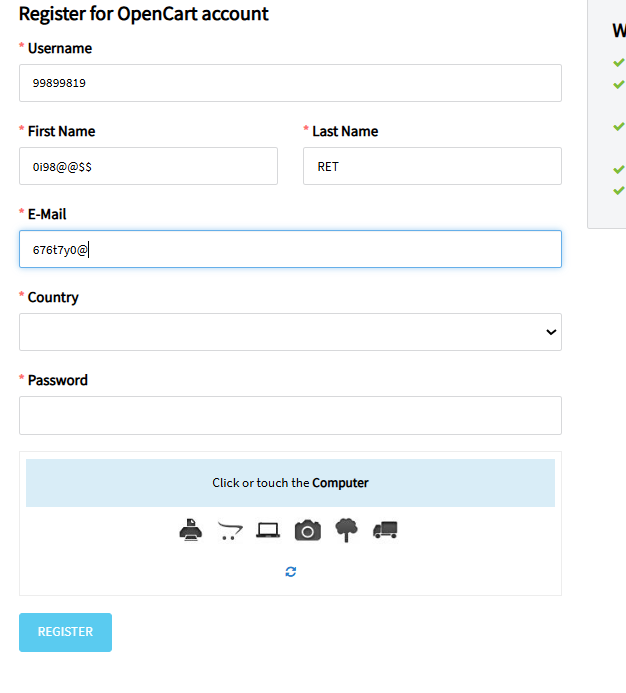 Register for OpenCart account
* Username
99899819
* First Name * Last Name
0i98@@$$ RET
* E-Mail
676t7y0@
* Country
* Password
Click or touch the Computer
REGISTER
W